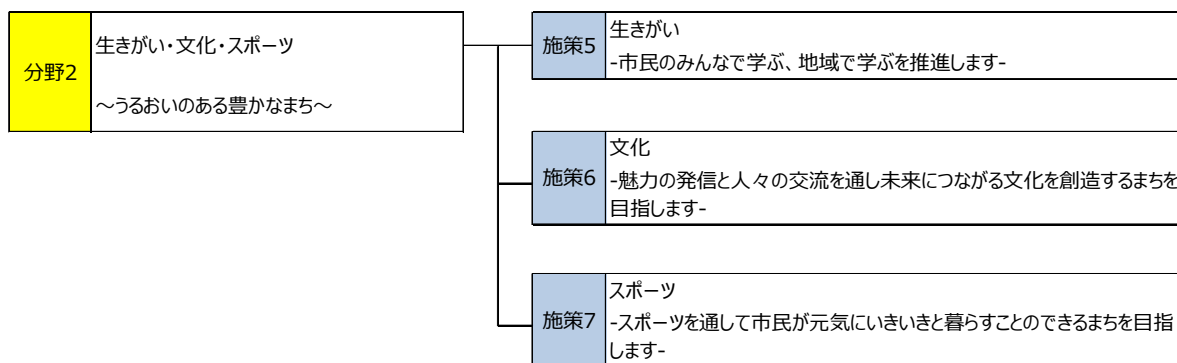 分野2
生きがい・文化・スポーツ
～うるおいのある豊かなまち～
施策5
生きがい
-市民のみんなで学ぶ、地域で学ぶを推進します-
施策6
文化
-魅力の発信と人々の交流を通し未来につながる文化を創造するまちを
目指します-
施策7
スポーツ
-スポーツを通して市民が元気にいきいきと暮らすことのできるまちを目指
します-